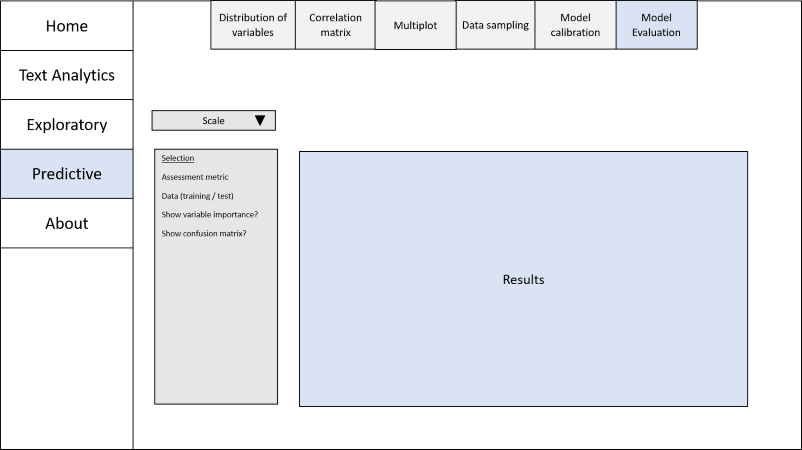 Home
Text Analytics
Exploratory
Predictive
About
Distribution of
variables
Correlation
matrix
Multiplot
Data sampling
Model
calibration
Model
Evaluation
Scale
Selection
Assessment metric
Data (training / test)
Show variable importance?
Show confusion matrix?
Results